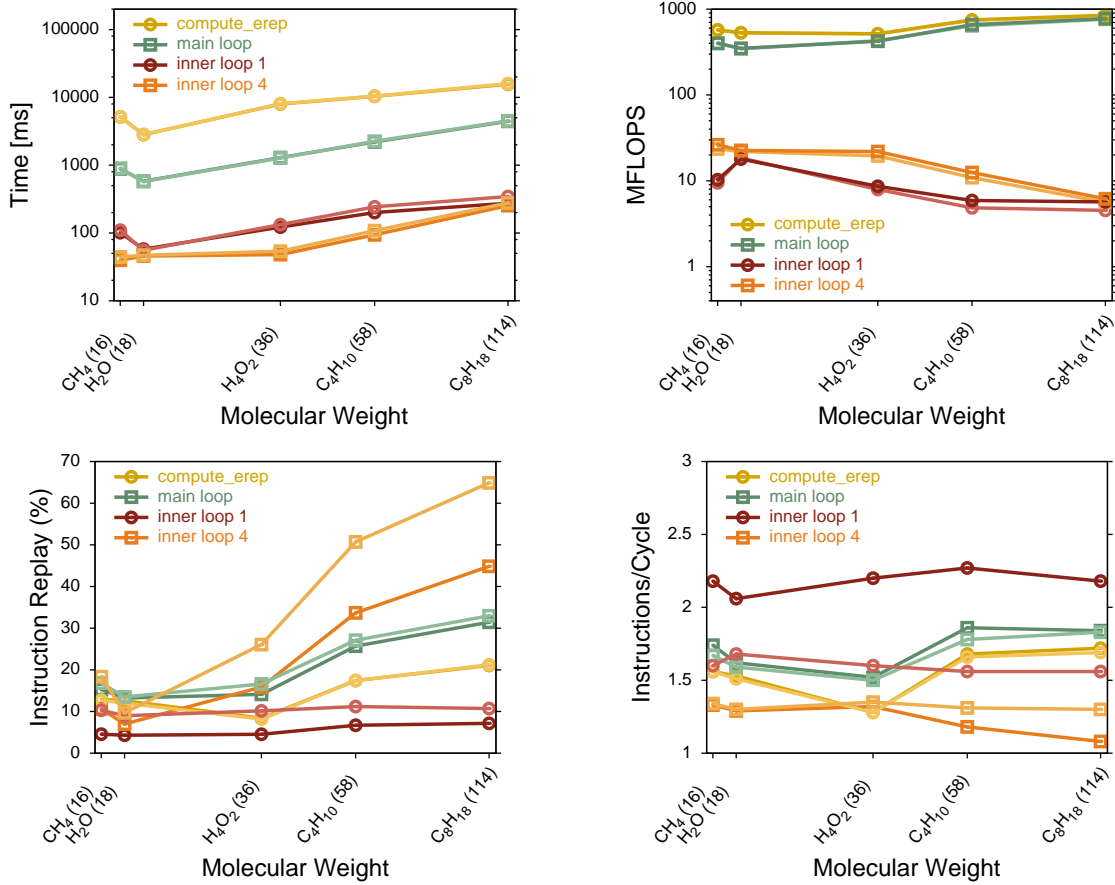 100000
10000
1000
100
10
Time [ms]
compute_erep
main loop
inner loop 1
inner loop 4
CH₄ (16)
H₂O (18)
H₄O₂ (36)
C₄H₁₀ (58)
C₈H₁₈ (114)
Molecular Weight
1000
100
10
1
MFLOPS
compute_erep
main loop
inner loop 1
inner loop 4
CH₄ (16)
H₂O (18)
H₄O₂ (36)
C₄H₁₀ (58)
C₈H₁₈ (114)
Molecular Weight
70
60
50
40
30
20
10
0
Instruction Replay (%)
compute_erep
main loop
inner loop 1
inner loop 4
CH₄ (16)
H₂O (18)
H₄O₂ (36)
C₄H₁₀ (58)
C₈H₁₈ (114)
Molecular Weight
3
2.5
2
1.5
1
Instructions/Cycle
compute_erep
main loop
inner loop 1
inner loop 4
CH₄ (16)
H₂O (18)
H₄O₂ (36)
C₄H₁₀ (58)
C₈H₁₈ (114)
Molecular Weight